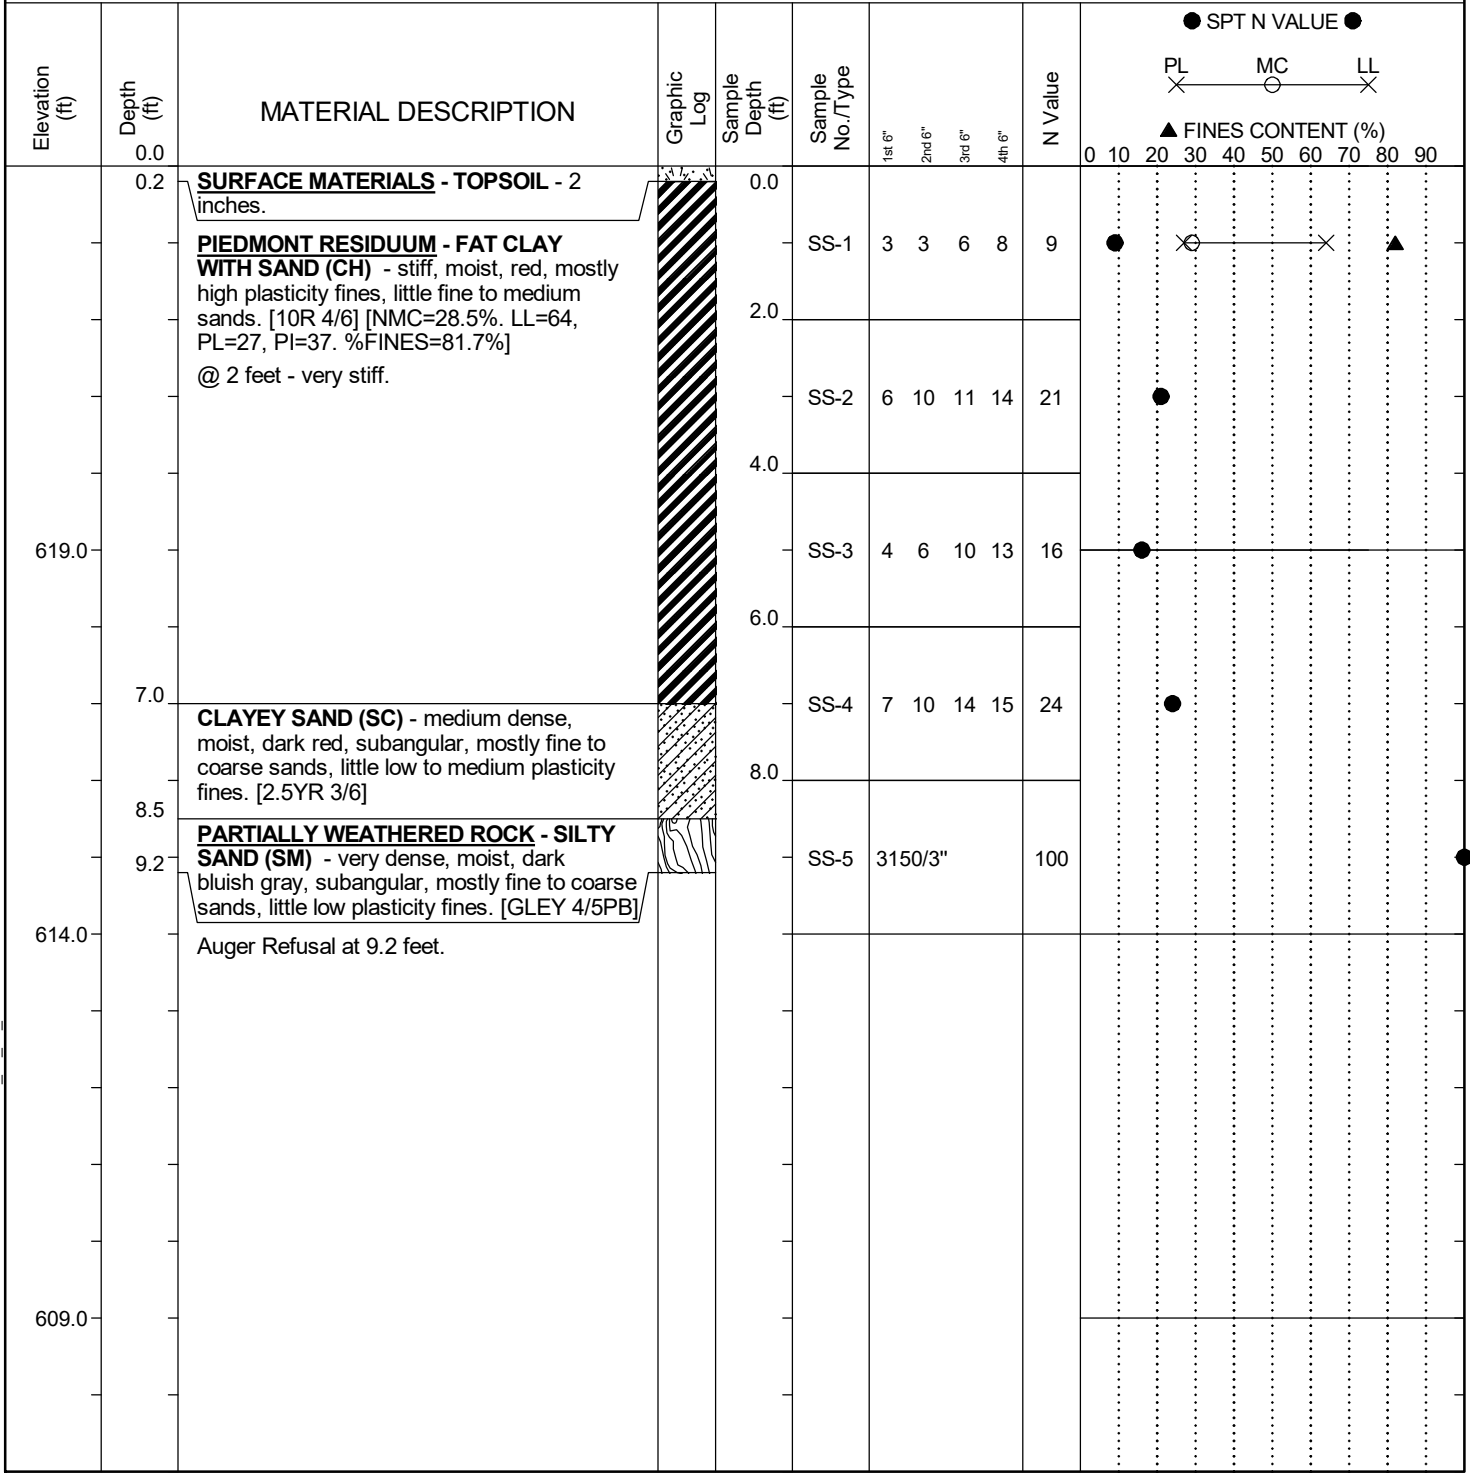 ● SPT N VALUE ●
PL MC LL
▲ FINES CONTENT (%)
Elevation (ft)
Depth (ft)
0.0
MATERIAL DESCRIPTION
Graphic Log
Sample Depth (ft)
Sample No./Type
1st 6"
2nd 6"
3rd 6"
4th 6"
N Value
0 10 20 30 40 50 60 70 80 90
0.2
SURFACE MATERIALS - TOPSOIL - 2
inches.
0.0
PIEDMONT RESIDUUM - FAT CLAY
WITH SAND (CH) - stiff, moist, red, mostly
high plasticity fines, little fine to medium
sands. [10R 4/6] [NMC=28.5%. LL=64,
PL=27, PI=37. %FINES=81.7%]
@ 2 feet - very stiff.
SS-1 3 3 6 8 9
2.0
SS-2 6 10 11 14 21
4.0
619.0
SS-3 4 6 10 13 16
6.0
7.0
SS-4 7 10 14 15 24
CLAYEY SAND (SC) - medium dense,
moist, dark red, subangular, mostly fine to
coarse sands, little low to medium plasticity
fines. [2.5YR 3/6]
8.0
8.5
PARTIALLY WEATHERED ROCK - SILTY
SAND (SM) - very dense, moist, dark
bluish gray, subangular, mostly fine to coarse
sands, little low plasticity fines. [GLEY 4/5PB]
9.2
SS-5 3150/3" 100
614.0
Auger Refusal at 9.2 feet.
609.0